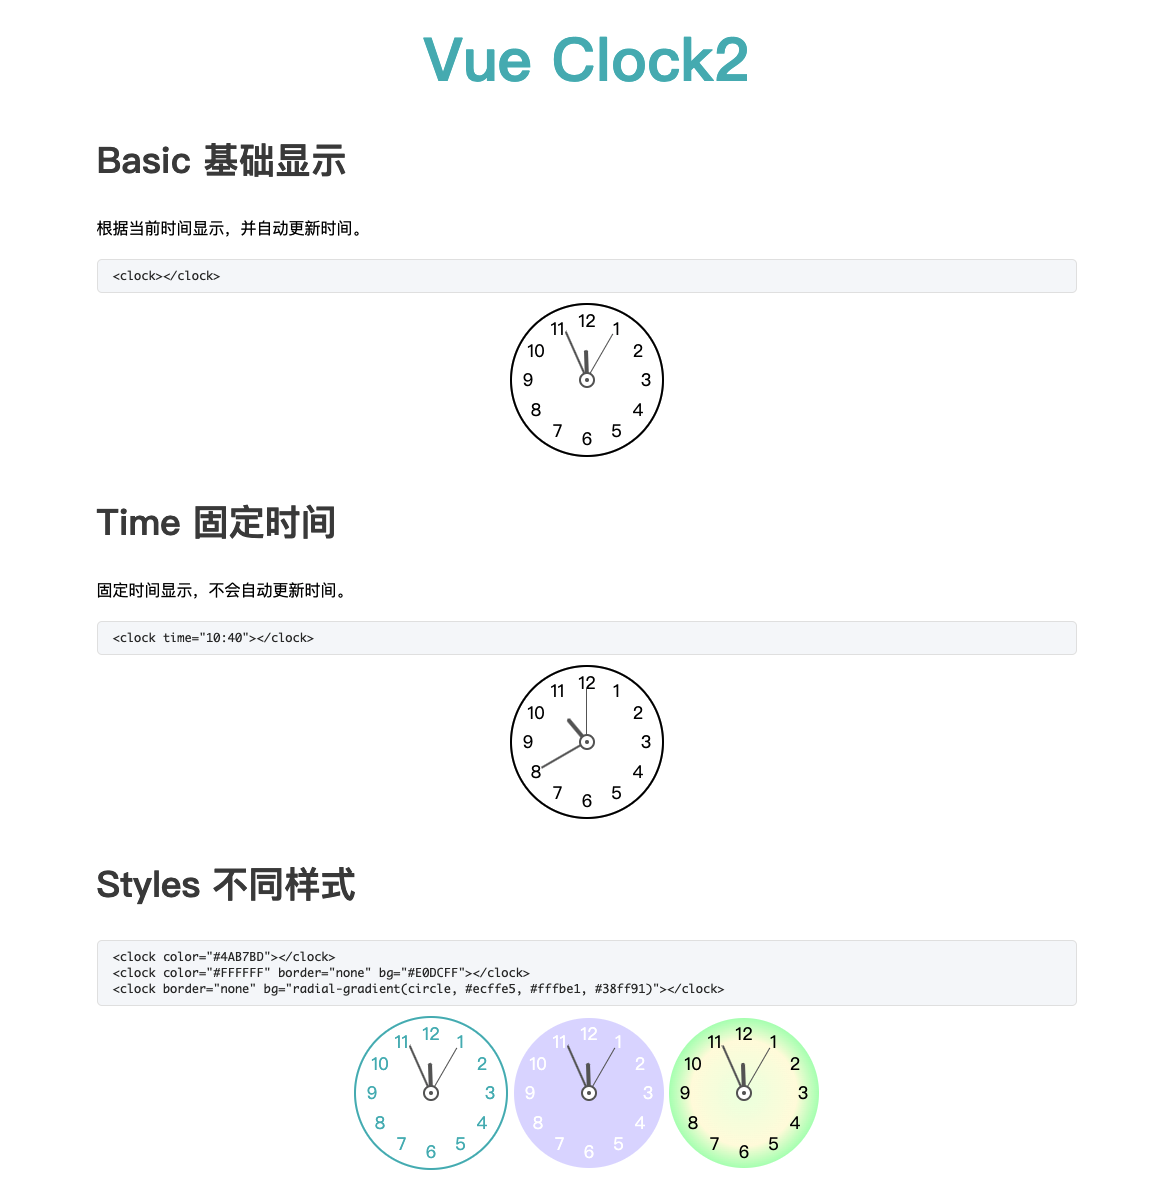 Vue Clock2
Basic 基础显示
根据当前时间显示，并自动更新时间。
<clock></clock>
12
11 1
10 2
9 3
8 4
7 5
6
Time 固定时间
固定时间显示，不会自动更新时间。
<clock time="10:40"></clock>
12
11 1
10 2
9 3
8 4
7 5
6
Styles 不同样式
<clock color="#4AB7BD"></clock>
<clock color="#FFFFFF" border="none" bg="#E0DCFF"></clock>
<clock border="none" bg="radial-gradient(circle, #ecffe5, #fffbe1, #38ff91)"></clock>
12 12 12
11 1 11 1 11 1
10 2 10 2 10 2
9 3 9 3 9 3
8 4 8 4 8 4
7 5 7 5 7 5
6 6 6